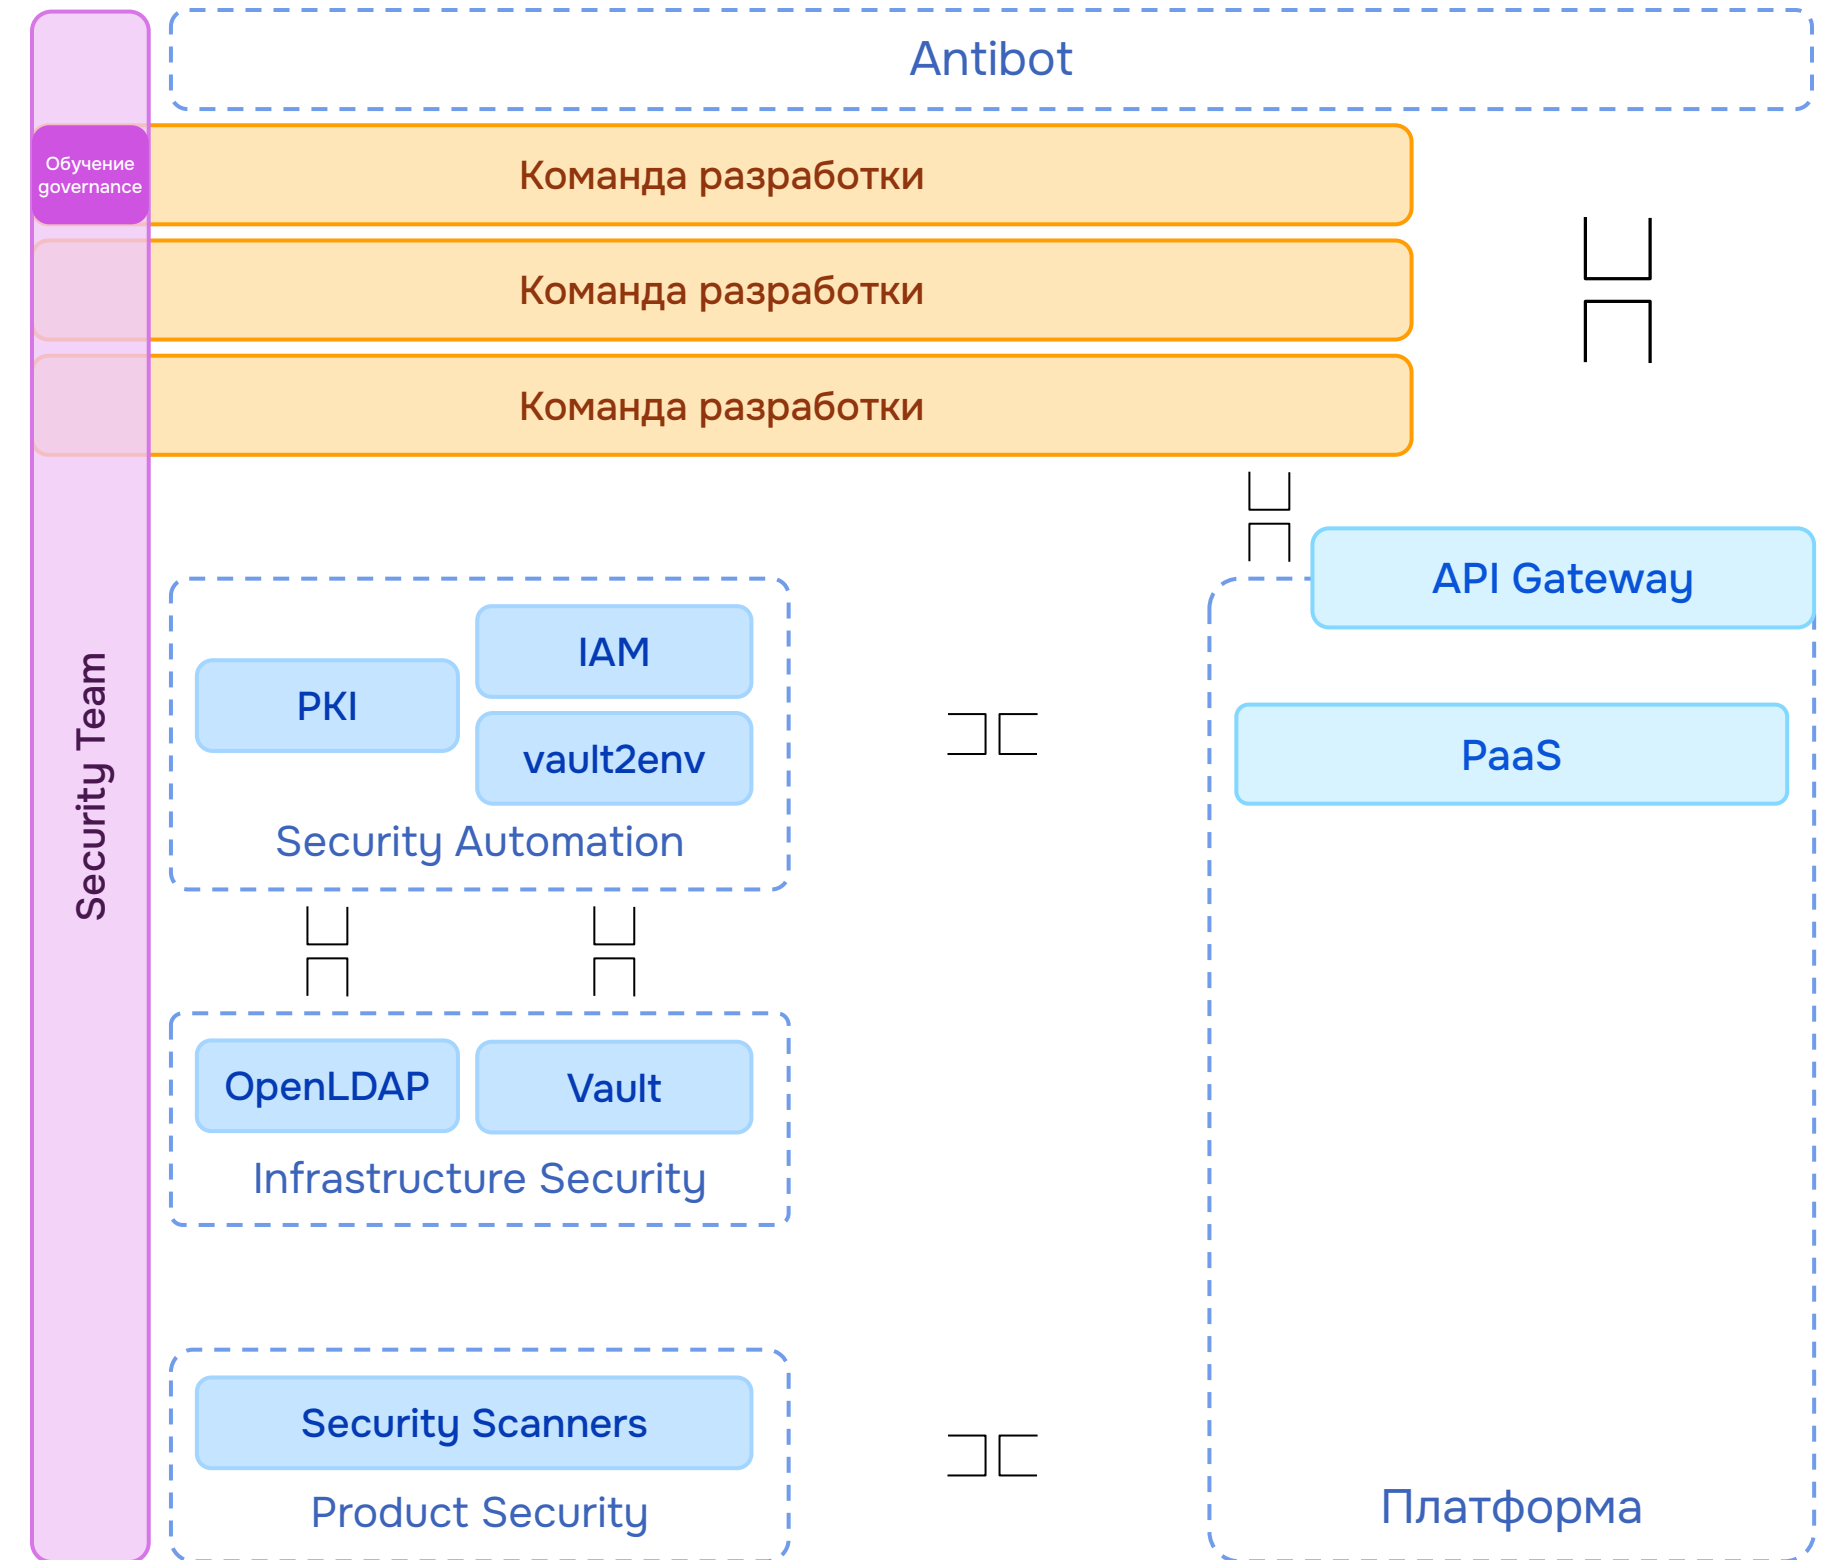 Antibot
Обучение
governance
Команда разработки
Команда разработки
Команда разработки
Security Team
API Gateway
IAM
PKI
vault2env
Security Automation
PaaS
OpenLDAP
Vault
Infrastructure Security
Security Scanners
Product Security
Платформа